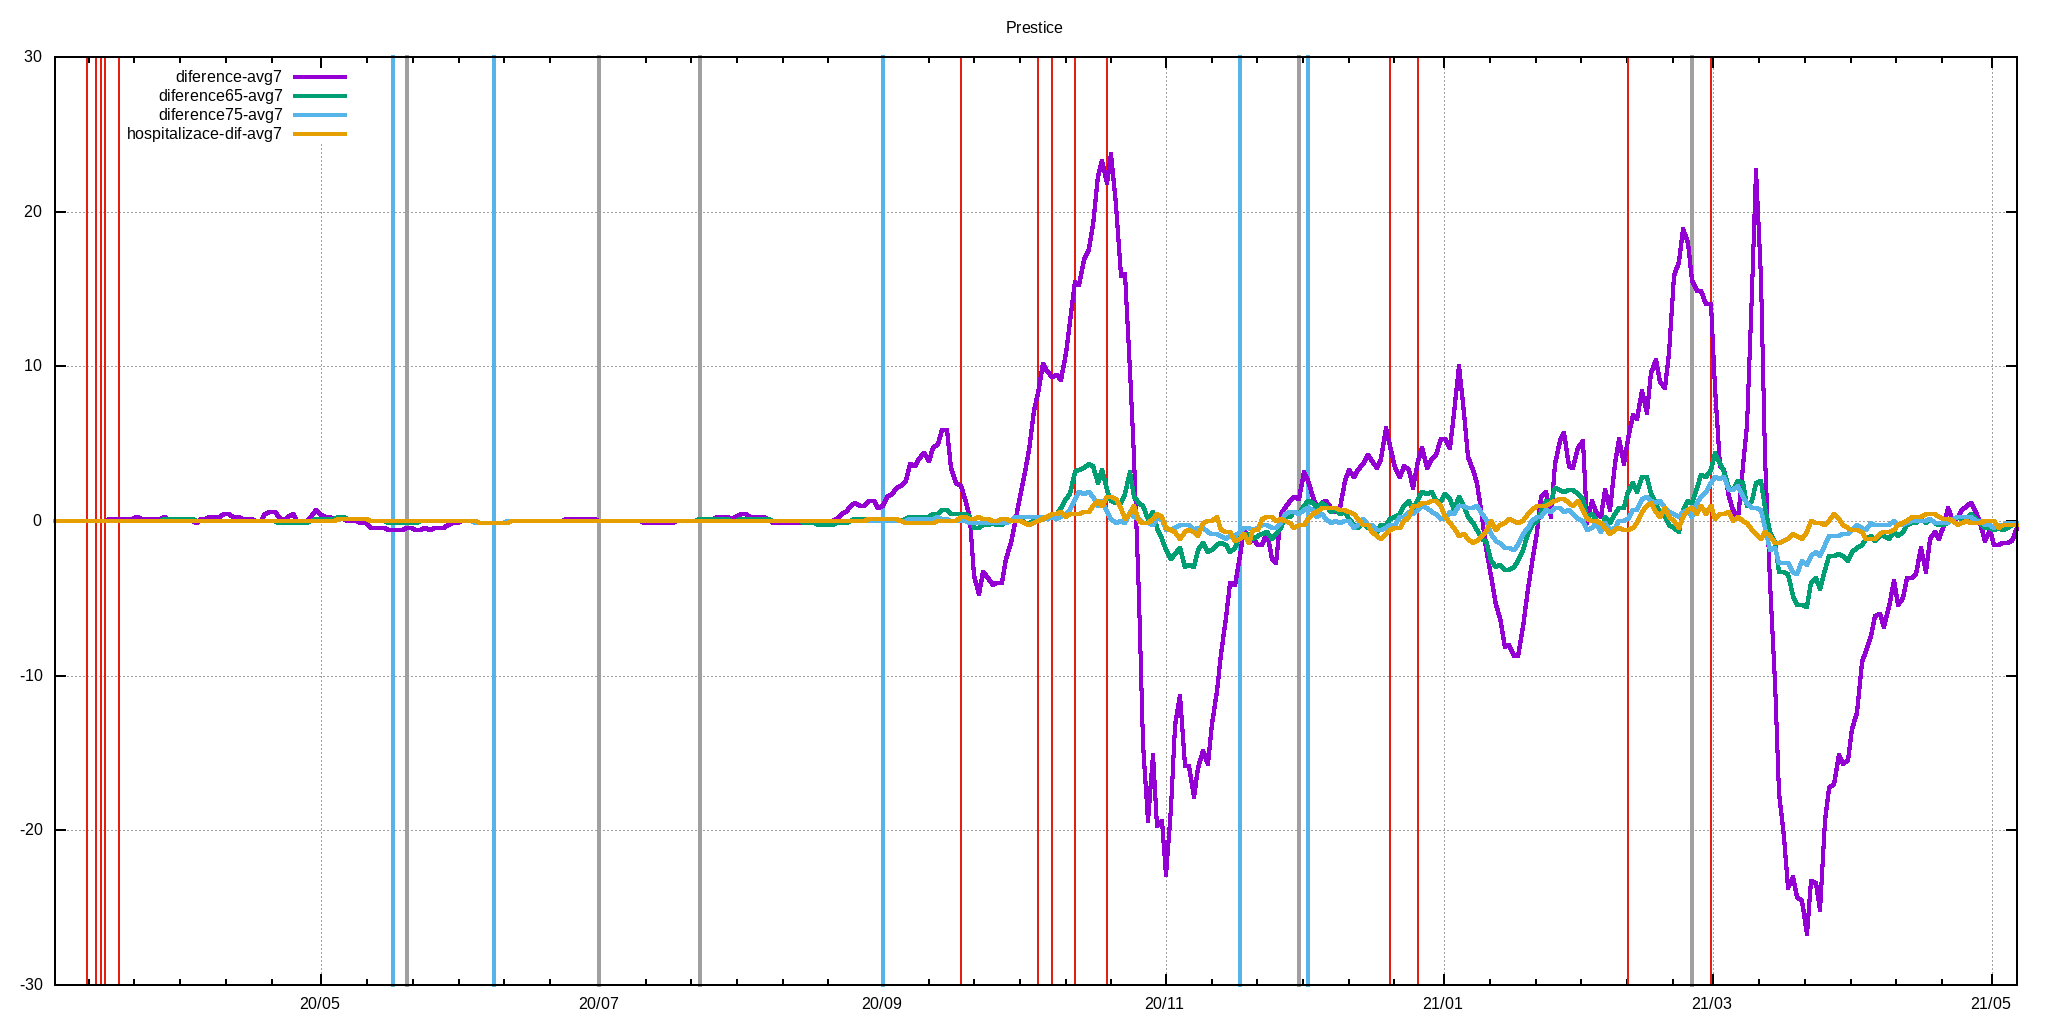 Prestice
30
20
10
0
-10
-20
-30
diference-avg7
diference65-avg7
diference75-avg7
hospitalizace-dif-avg7
20/05
20/07
20/09
20/11
21/01
21/03
21/05